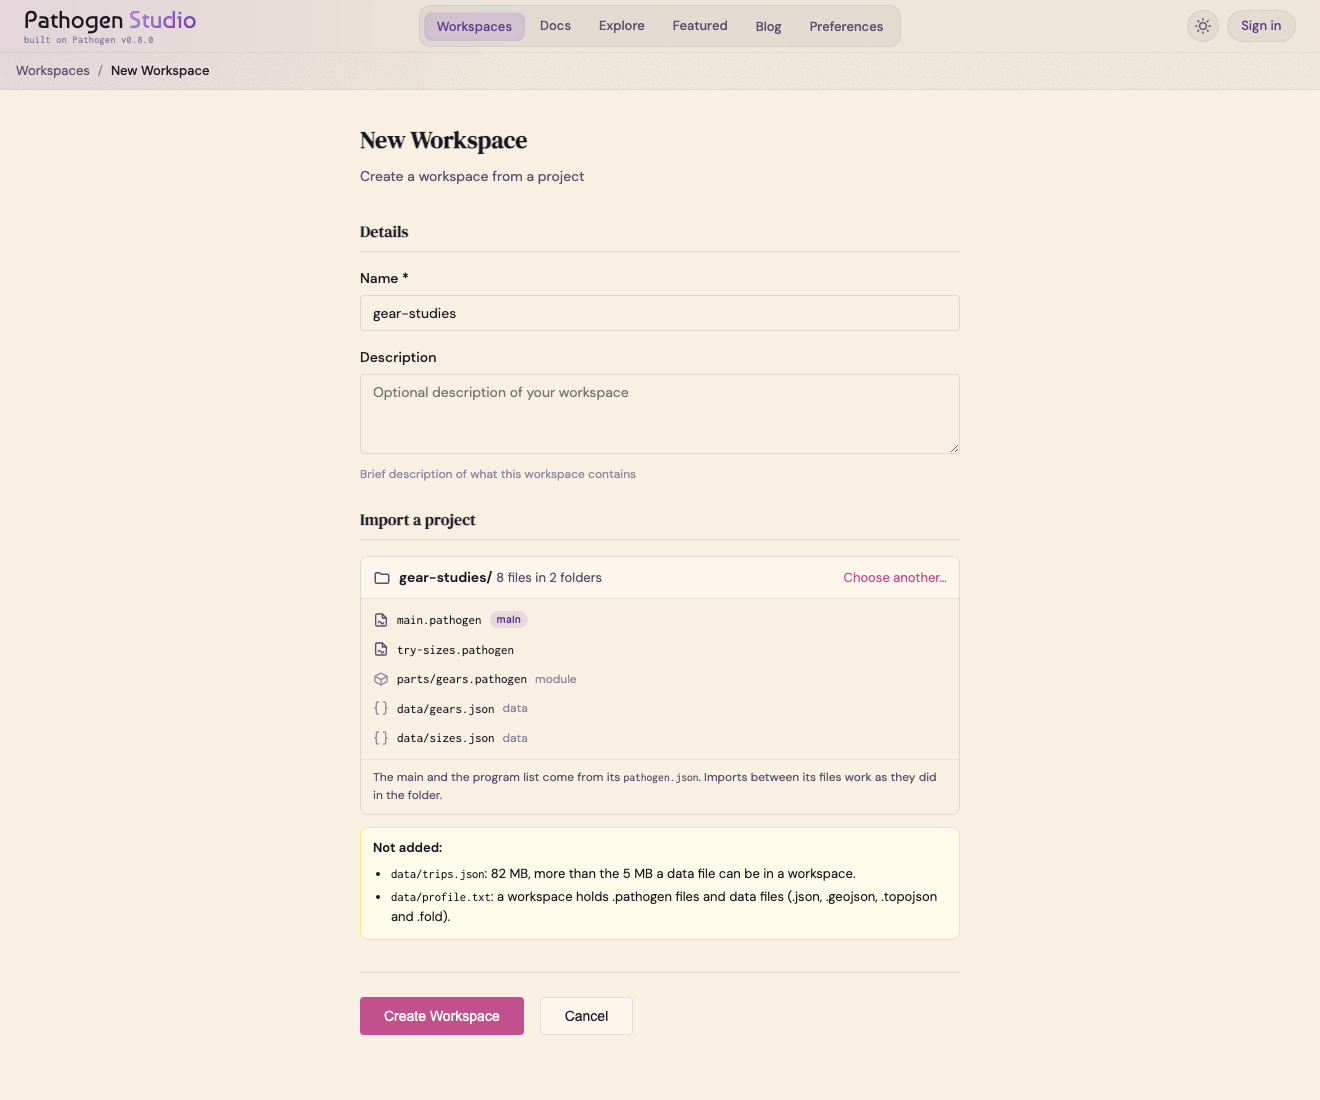 Pathogen Studio
built on Pathogen v0.8.0
Workspaces
Docs
Explore
Featured
Blog
Preferences
Sign in
Workspaces / New Workspace
New Workspace
Create a workspace from a project
Details
Name *
gear-studies
Description
Optional description of your workspace
Brief description of what this workspace contains
Import a project
gear-studies/ 8 files in 2 folders
Choose another...
main.pathogen main
try-sizes.pathogen
parts/gears.pathogen module
{} data/gears.json data
{} data/sizes.json data
The main and the program list come from its pathogen.json. Imports between its files work as they did
in the folder.
Not added:
• data/trips.json: 82 MB, more than the 5 MB a data file can be in a workspace.
• data/profile.txt: a workspace holds .pathogen files and data files (.json, .geojson, .topojson
and .fold).
Create Workspace
Cancel